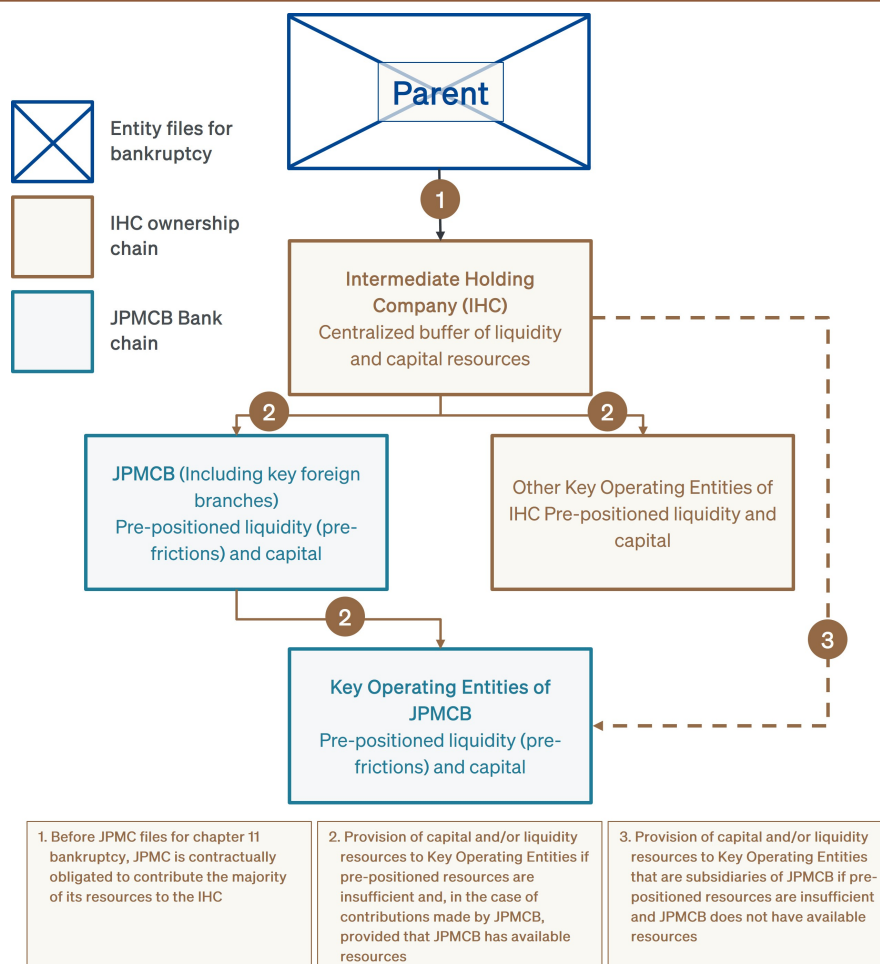 Parent
Entity files for
bankruptcy
1
IHC ownership
chain
Intermediate Holding
Company (IHC)
Centralized buffer of liquidity
and capital resources
JPMCB Bank
chain
2
2
JPMCB (Including key foreign
branches)
Pre-positioned liquidity (pre-
frictions) and capital
Other Key Operating Entities of
IHC Pre-positioned liquidity and
capital
2
3
Key Operating Entities of
JPMCB
Pre-positioned liquidity (pre-
frictions) and capital
1. Before JPMC files for chapter 11
bankruptcy, JPMC is contractually
obligated to contribute the majority
of its resources to the IHC
2. Provision of capital and/or liquidity
resources to Key Operating Entities if
pre-positioned resources are
insufficient and, in the case of
contributions made by JPMCB,
provided that JPMCB has available
resources
3. Provision of capital and/or liquidity
resources to Key Operating Entities
that are subsidiaries of JPMCB if pre-
positioned resources are insufficient
and JPMCB does not have available
resources